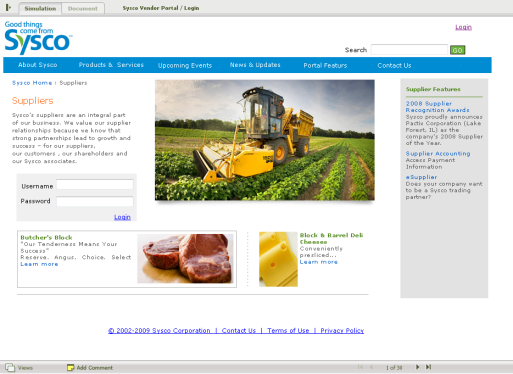 Simulation
Document
Sysco Vendor Portal / Login
Good things
come from
Sysco
Login
Search
GO
About Sysco
Products & Services
Upcoming Events
News & Updates
Portal Featurs
Contact Us
Sysco Home : Suppliers
Suppliers
Sysco's suppliers are an integral part
of our business. We value our supplier
relationships because we know that
strong partnerships lead to growth and
success – for our suppliers,
our customers , our shareholders and
our Sysco associates.
Username
Password
Login
Supplier Features
2008 Supplier
Recognition Awards
Sysco proudly announces
Pactiv Corporation (Lake
Forest, IL) as the
company's 2008 Supplier
of the Year.
Supplier Accounting
Access Payment
Information
eSupplier
Does your company want
to be a Sysco trading
partner?
Butcher's Block
"Our Tenderness Means Your
Success"
Reserve. Angus. Choice. Select
Learn more
Block & Barrel Deli
Cheeses
Conveniently
presliced...
Learn more
© 2002-2009 Sysco Corporation | Contact Us | Terms of Use | Privacy Policy
Views
Add Comment
1 of 30